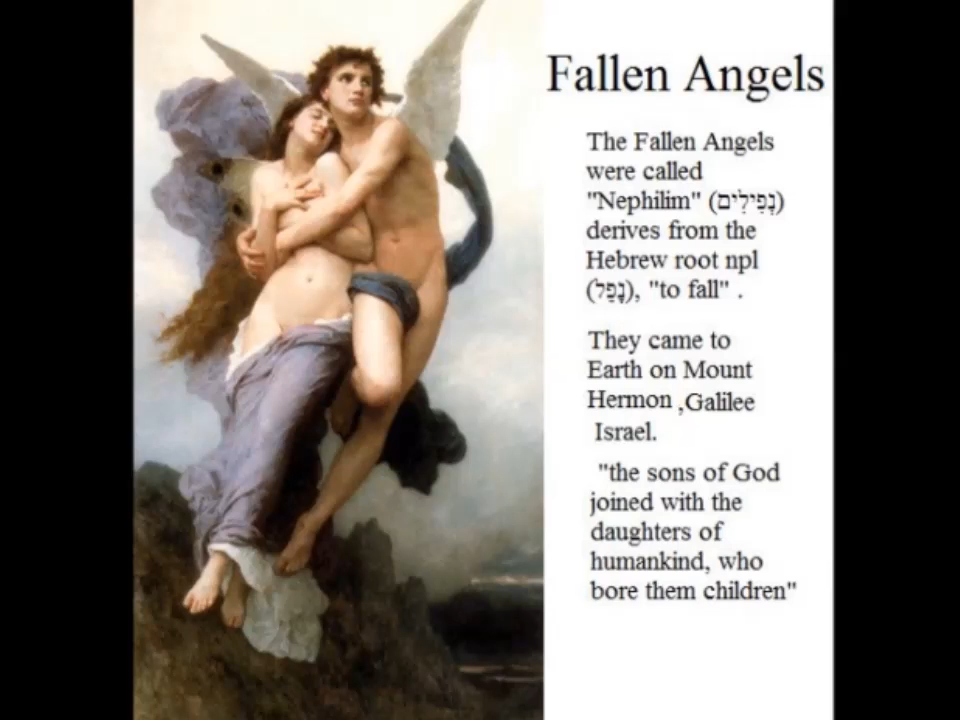 Fallen Angels
The Fallen Angels
were called
"Nephilim" (נְפִילִים)
derives from the
Hebrew root npl
(נָפַל), "to fall" .
They came to
Earth on Mount
Hermon ,Galilee
Israel.
"the sons of God
joined with the
daughters of
humankind, who
bore them children"